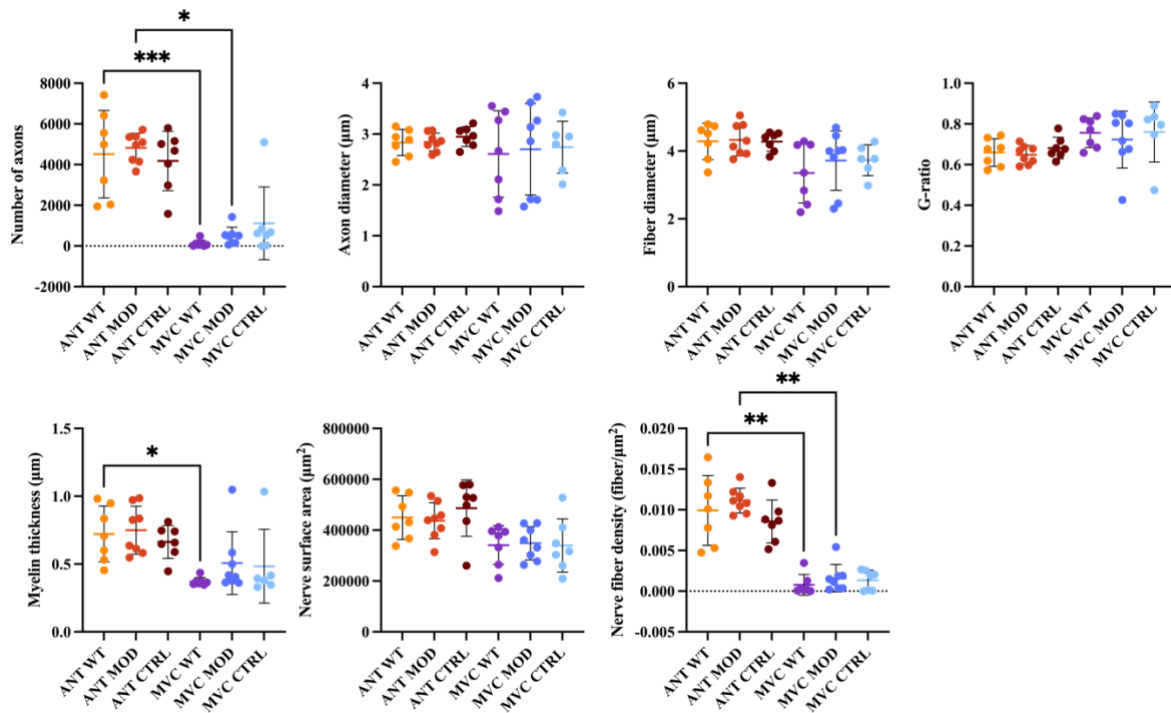 *
***
Number of axons
8000
6000
4000
2000
0
-2000
ANT WT
ANT MOD
ANT CTRL
MVC WT
MVC MOD
MVC CTRL
Axon diameter (µm)
4
3
2
1
0
ANT WT
ANT MOD
ANT CTRL
MVC WT
MVC MOD
MVC CTRL
Fiber diameter (µm)
6
4
2
0
ANT WT
ANT MOD
ANT CTRL
MVC WT
MVC MOD
MVC CTRL
G-ratio
1.0
0.8
0.6
0.4
0.2
0.0
ANT WT
ANT MOD
ANT CTRL
MVC WT
MVC MOD
MVC CTRL
*
Myelin thickness (µm)
1.5
1.0
0.5
0.0
ANT WT
ANT MOD
ANT CTRL
MVC WT
MVC MOD
MVC CTRL
Nerve surface area (µm²)
800000
600000
400000
200000
0
ANT WT
ANT MOD
ANT CTRL
MVC WT
MVC MOD
MVC CTRL
**
**
Nerve fiber density (fiber/µm²)
0.020
0.015
0.010
0.005
0.000
-0.005
ANT WT
ANT MOD
ANT CTRL
MVC WT
MVC MOD
MVC CTRL